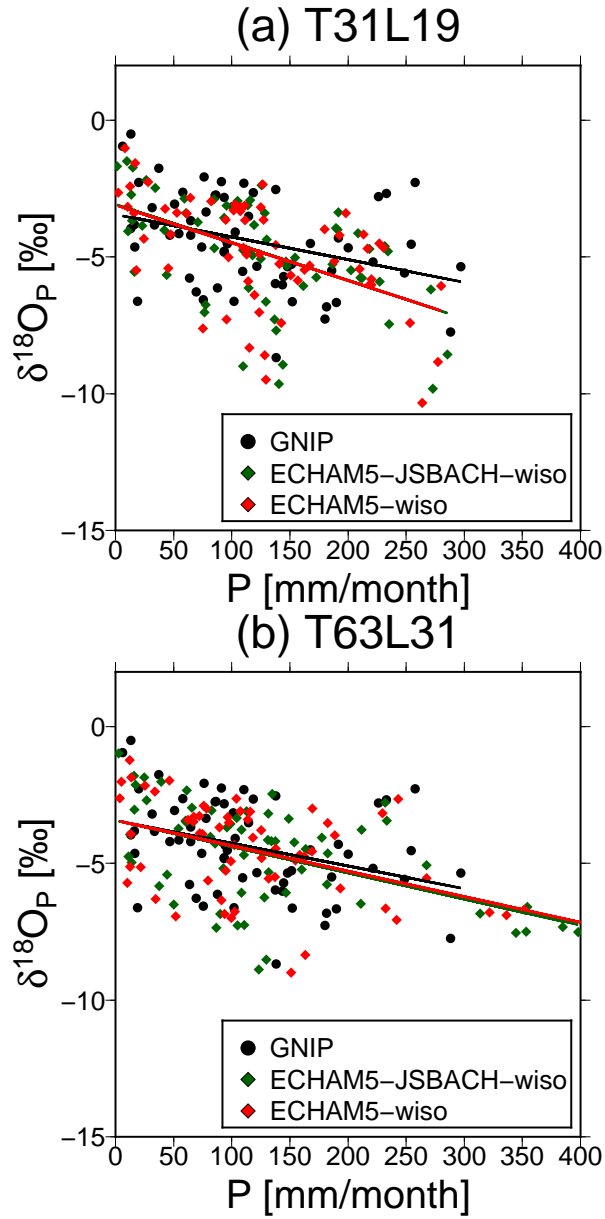 (a) T31L19
0
−5
−10
−15
δ18OP [‰]
GNIP
ECHAM5−JSBACH−wiso
ECHAM5−wiso
0 50 100 150 200 250 300 350 400
P [mm/month]
(b) T63L31
0
−5
−10
−15
δ18OP [‰]
GNIP
ECHAM5−JSBACH−wiso
ECHAM5−wiso
0 50 100 150 200 250 300 350 400
P [mm/month]